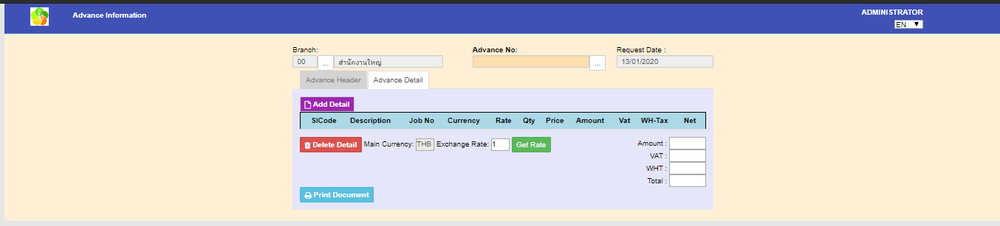 Advance Information
ADMINISTRATOR
EN ▼
Branch: Advance No: Request Date :
00 ... สำนักงานใหญ่ ... 13/01/2020
Advance Header Advance Detail
Add Detail
SICode Description Job No Currency Rate Qty Price Amount Vat WH-Tax Net
Delete Detail Main Currency: THB Exchange Rate: 1 Get Rate Amount :
VAT :
WHT :
Total :
Print Document